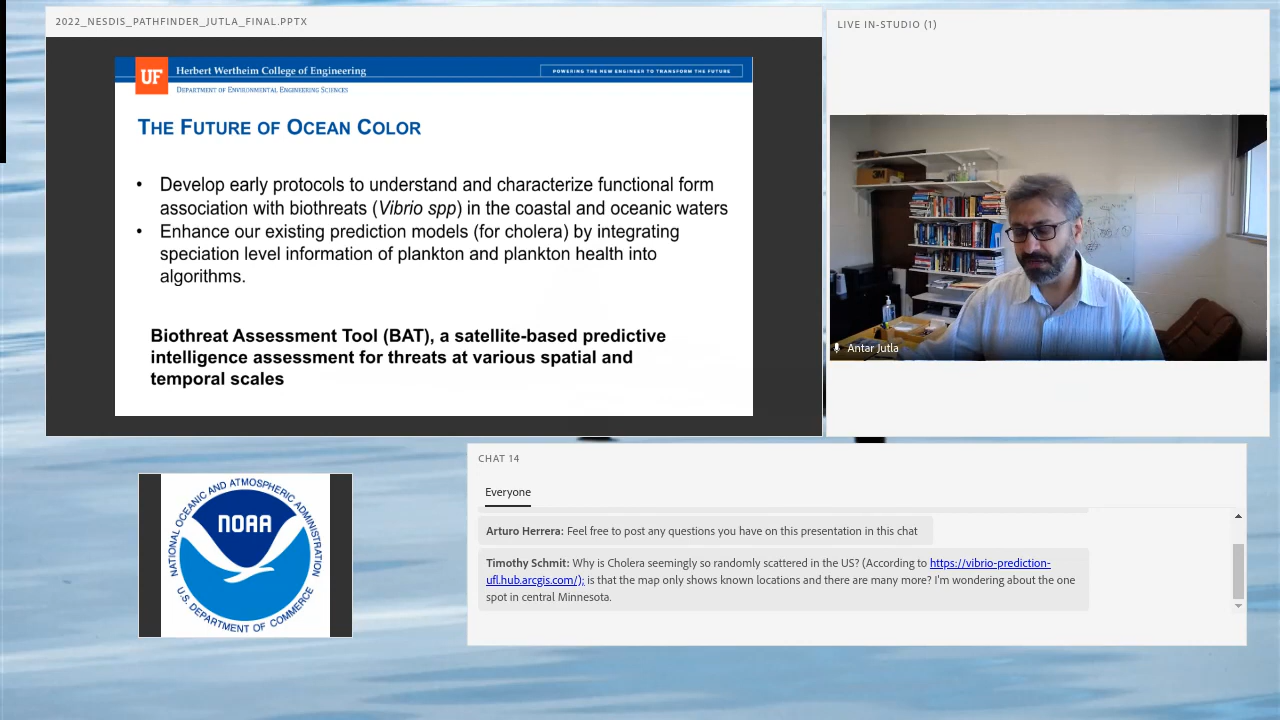 2022_NESDIS_PATHFINDER_JUTLA_FINAL.PPTX
UF
Herbert Wertheim College of Engineering
POWERING THE NEW ENGINEER TO TRANSFORM THE FUTURE
DEPARTMENT OF ENVIRONMENTAL ENGINEERING SCIENCES
THE FUTURE OF OCEAN COLOR
• Develop early protocols to understand and characterize functional form
association with biothreats (Vibrio spp) in the coastal and oceanic waters
• Enhance our existing prediction models (for cholera) by integrating
speciation level information of plankton and plankton health into
algorithms.
Biothreat Assessment Tool (BAT), a satellite-based predictive
intelligence assessment for threats at various spatial and
temporal scales
LIVE IN-STUDIO (1)
3M
Antar Jutla
NATIONAL OCEANIC AND ATMOSPHERIC ADMINISTRATION
NOAA
U.S. DEPARTMENT OF COMMERCE
CHAT 14
Everyone
Arturo Herrera: Feel free to post any questions you have on this presentation in this chat
Timothy Schmit: Why is Cholera seemingly so randomly scattered in the US? (According to https://vibrio-prediction-
ufl.hub.arcgis.com/); is that the map only shows known locations and there are many more? I'm wondering about the one
spot in central Minnesota.